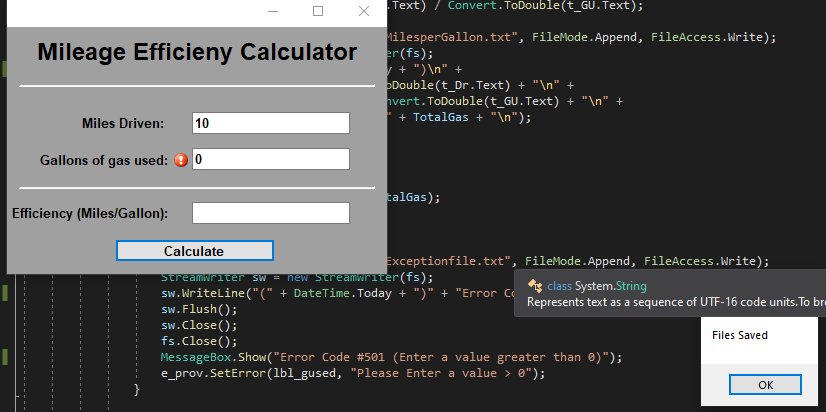 .Text) / Convert.ToDouble(t_GU.Text);
Mileage Efficieny Calculator
MilesperGallon.txt", FileMode.Append, FileAccess.Write);
er(fs);
y + ")\n" +
oDouble(t_Dr.Text) + "\n" +
nvert.ToDouble(t_GU.Text) + "\n" +
" + TotalGas + "\n");
Miles Driven: 10
Gallons of gas used: 0
talGas);
Efficiency (Miles/Gallon):
Calculate
Exceptionfile.txt", FileMode.Append, FileAccess.Write);
StreamWriter sw = new StreamWriter(fs);
class System.String
sw.WriteLine("(" + DateTime.Today + ")" + "Error Co
Represents text as a sequence of UTF-16 code units.To bre
sw.Flush();
sw.Close();
fs.Close();
Files Saved
MessageBox.Show("Error Code #501 (Enter a value greater than 0)");
e_prov.SetError(lbl_gused, "Please Enter a value > 0");
OK
}